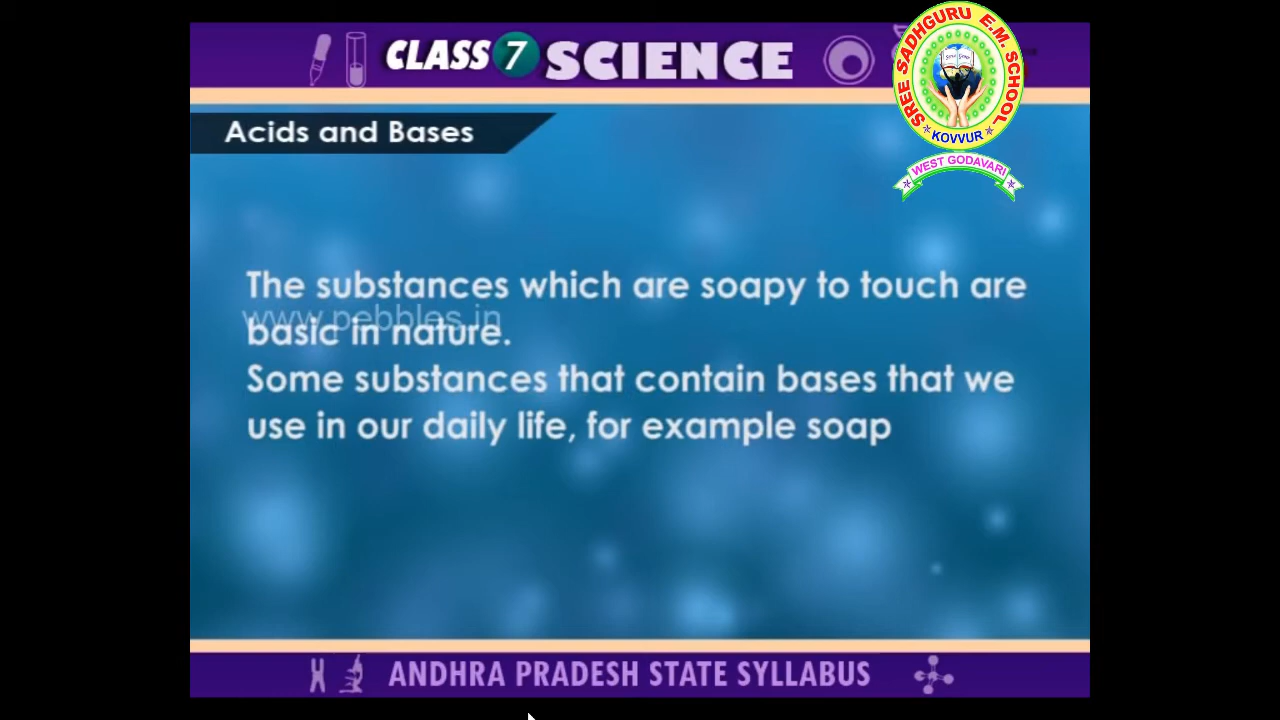 CLASS 7 SCIENCE
SREE SADHGURU E.M. SCHOOL
KOVVUR
WEST GODAVARI
Acids and Bases
The substances which are soapy to touch are
www.pebbles.in
basic in nature.
Some substances that contain bases that we
use in our daily life, for example soap
ANDHRA PRADESH STATE SYLLABUS